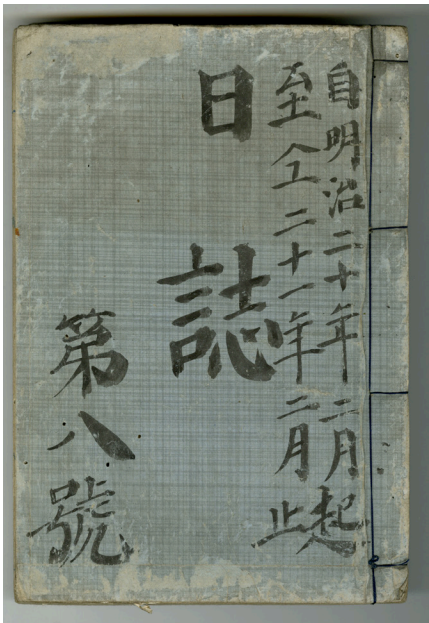 自明治二十年二月起
至仝二十一年二月止
日誌
第八號